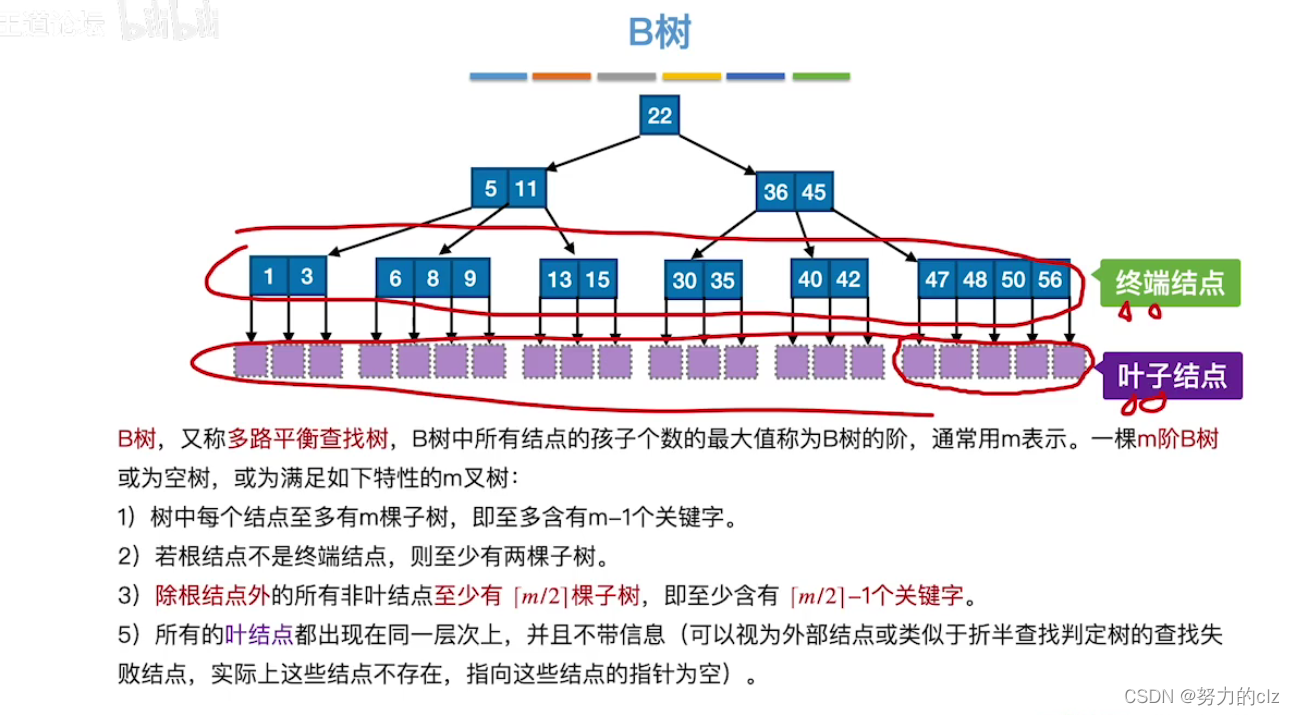 王道论坛 bilibili
B树
22
5 11
36 45
1 3
6 8 9
13 15
30 35
40 42
47 48 50 56
终端结点
叶子结点
B树，又称多路平衡查找树，B树中所有结点的孩子个数的最大值称为B树的阶，通常用m表示。一棵m阶B树
或为空树，或为满足如下特性的m叉树：
1）树中每个结点至多有m棵子树，即至多含有m-1个关键字。
2）若根结点不是终端结点，则至少有两棵子树。
3）除根结点外的所有非叶结点至少有 ⌈m/2⌉棵子树，即至少含有 ⌈m/2⌉-1个关键字。
5）所有的叶结点都出现在同一层次上，并且不带信息（可以视为外部结点或类似于折半查找判定树的查找失
败结点，实际上这些结点不存在，指向这些结点的指针为空）。
CSDN @努力的clz